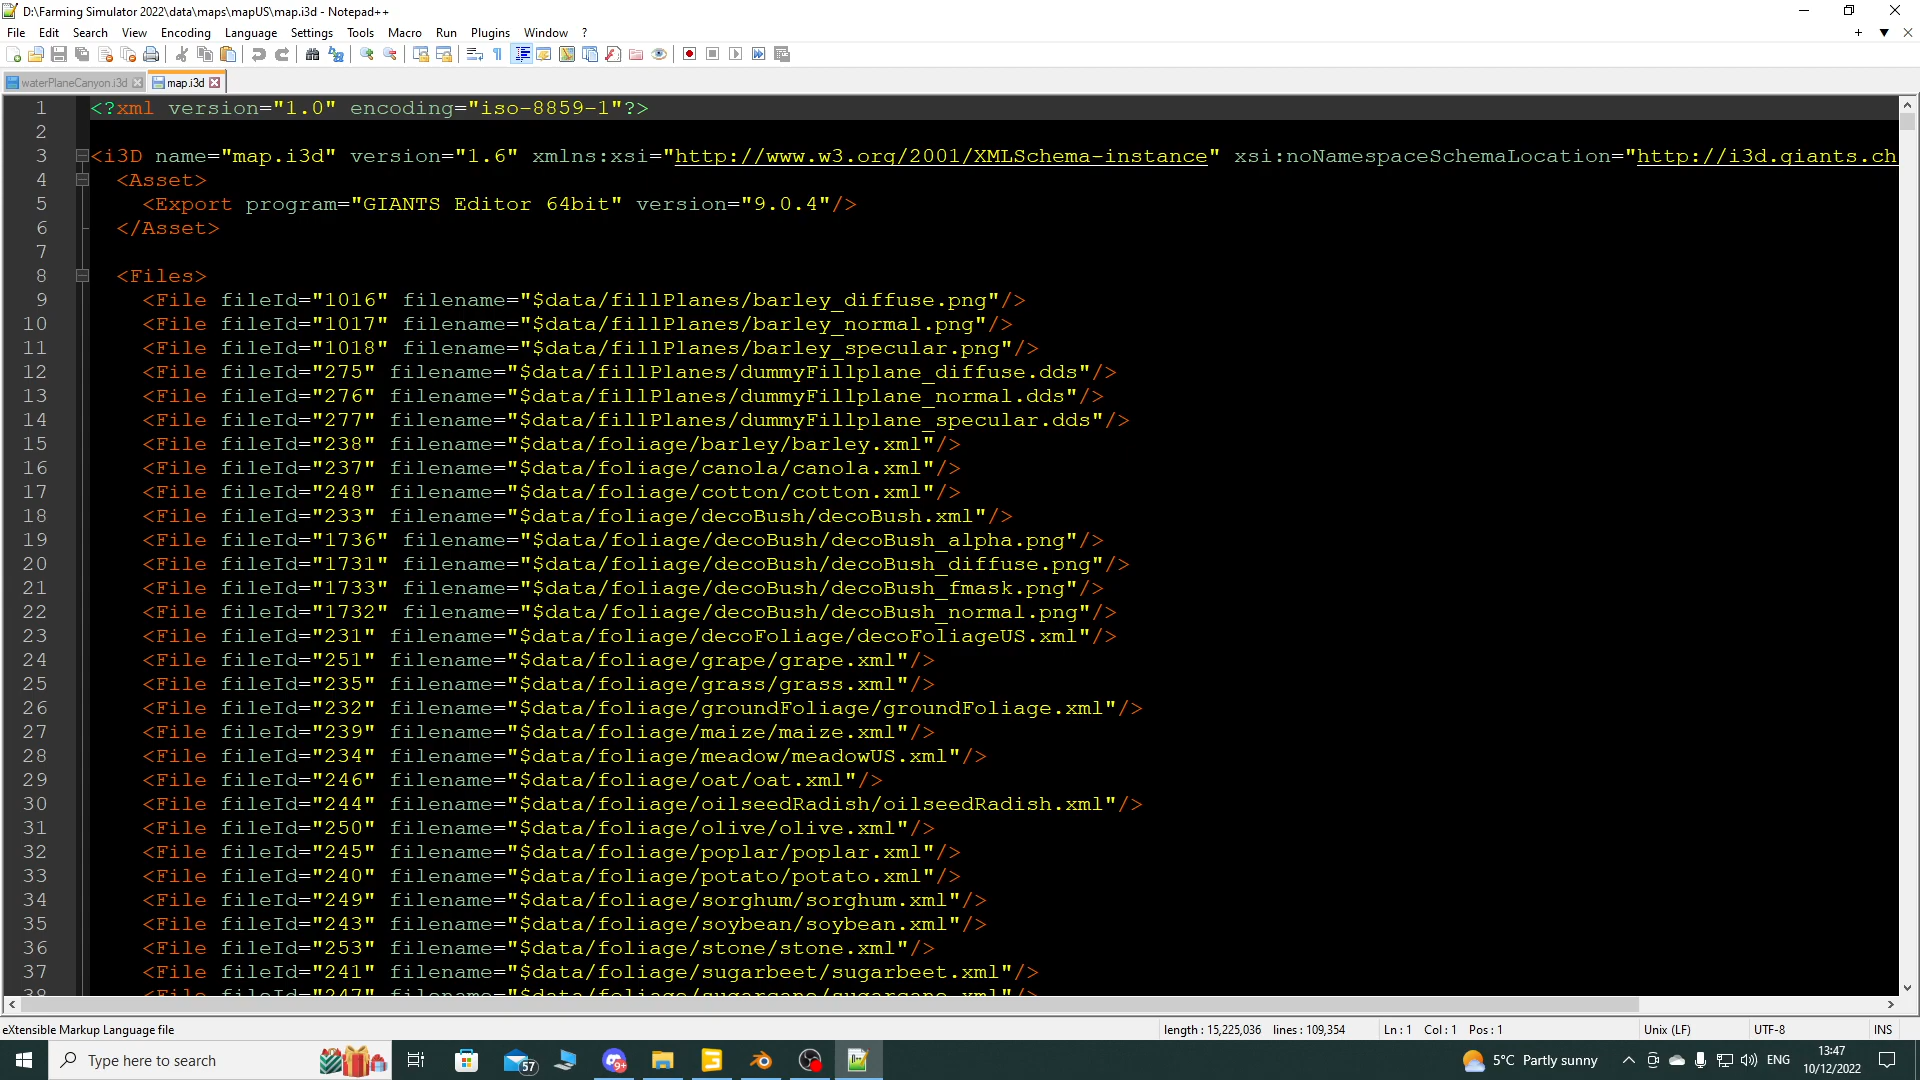 D:\Farming Simulator 2022\data\maps\mapUS\map.i3d - Notepad++
File Edit Search View Encoding Language Settings Tools Macro Run Plugins Window ?
waterPlaneCanyon.i3d map.i3d
1 <?xml version="1.0" encoding="iso-8859-1"?>
2
3 <i3D name="map.i3d" version="1.6" xmlns:xsi="http://www.w3.org/2001/XMLSchema-instance" xsi:noNamespaceSchemaLocation="http://i3d.giants.ch
4 <Asset>
5 <Export program="GIANTS Editor 64bit" version="9.0.4"/>
6 </Asset>
7
8 <Files>
9 <File fileId="1016" filename="$data/fillPlanes/barley_diffuse.png"/>
10 <File fileId="1017" filename="$data/fillPlanes/barley_normal.png"/>
11 <File fileId="1018" filename="$data/fillPlanes/barley_specular.png"/>
12 <File fileId="275" filename="$data/fillPlanes/dummyFillplane_diffuse.dds"/>
13 <File fileId="276" filename="$data/fillPlanes/dummyFillplane_normal.dds"/>
14 <File fileId="277" filename="$data/fillPlanes/dummyFillplane_specular.dds"/>
15 <File fileId="238" filename="$data/foliage/barley/barley.xml"/>
16 <File fileId="237" filename="$data/foliage/canola/canola.xml"/>
17 <File fileId="248" filename="$data/foliage/cotton/cotton.xml"/>
18 <File fileId="233" filename="$data/foliage/decoBush/decoBush.xml"/>
19 <File fileId="1736" filename="$data/foliage/decoBush/decoBush_alpha.png"/>
20 <File fileId="1731" filename="$data/foliage/decoBush/decoBush_diffuse.png"/>
21 <File fileId="1733" filename="$data/foliage/decoBush/decoBush_fmask.png"/>
22 <File fileId="1732" filename="$data/foliage/decoBush/decoBush_normal.png"/>
23 <File fileId="231" filename="$data/foliage/decoFoliage/decoFoliageUS.xml"/>
24 <File fileId="251" filename="$data/foliage/grape/grape.xml"/>
25 <File fileId="235" filename="$data/foliage/grass/grass.xml"/>
26 <File fileId="232" filename="$data/foliage/groundFoliage/groundFoliage.xml"/>
27 <File fileId="239" filename="$data/foliage/maize/maize.xml"/>
28 <File fileId="234" filename="$data/foliage/meadow/meadowUS.xml"/>
29 <File fileId="246" filename="$data/foliage/oat/oat.xml"/>
30 <File fileId="244" filename="$data/foliage/oilseedRadish/oilseedRadish.xml"/>
31 <File fileId="250" filename="$data/foliage/olive/olive.xml"/>
32 <File fileId="245" filename="$data/foliage/poplar/poplar.xml"/>
33 <File fileId="240" filename="$data/foliage/potato/potato.xml"/>
34 <File fileId="249" filename="$data/foliage/sorghum/sorghum.xml"/>
35 <File fileId="243" filename="$data/foliage/soybean/soybean.xml"/>
36 <File fileId="253" filename="$data/foliage/stone/stone.xml"/>
37 <File fileId="241" filename="$data/foliage/sugarbeet/sugarbeet.xml"/>
38 <File fileId="247" filename="$data/foliage/sugarcane/sugarcane.xml"/>
eXtensible Markup Language file length : 15,225,036 lines : 109,354 Ln : 1 Col : 1 Pos : 1 Unix (LF) UTF-8 INS
Type here to search 57 9+ 5°C Partly sunny ENG 13:47
10/12/2022